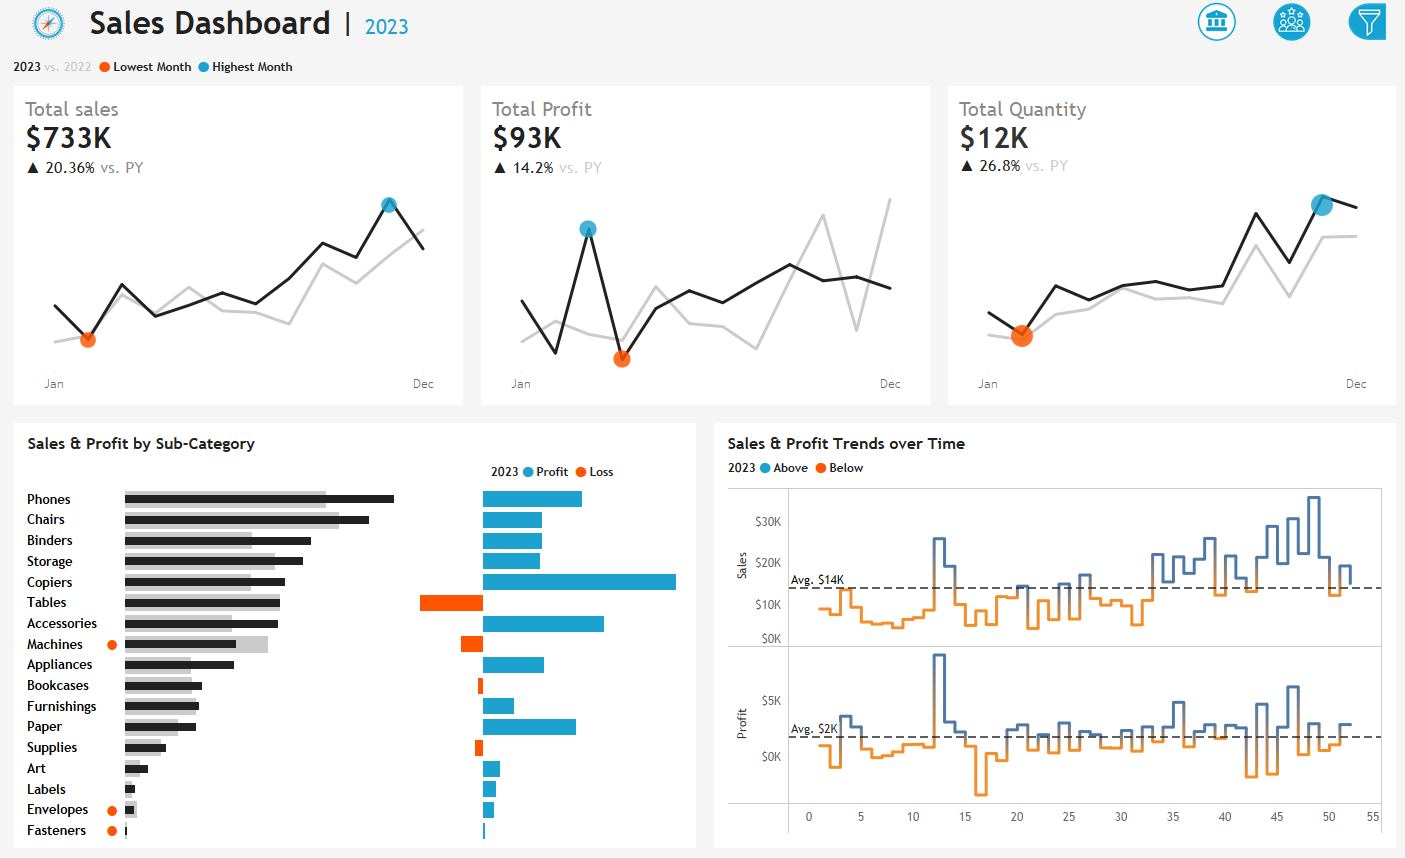 Sales Dashboard | 2023
2023 vs. 2022 Lowest Month Highest Month
Total sales
$733K
▲ 20.36% vs. PY
Jan Dec
Total Profit
$93K
▲ 14.2% vs. PY
Jan Dec
Total Quantity
$12K
▲ 26.8% vs. PY
Jan Dec
Sales & Profit by Sub-Category
2023 Profit Loss
Phones
Chairs
Binders
Storage
Copiers
Tables
Accessories
Machines
Appliances
Bookcases
Furnishings
Paper
Supplies
Art
Labels
Envelopes
Fasteners
Sales & Profit Trends over Time
2023 Above Below
Sales
$30K
$20K
Avg. $14K
$10K
$0K
Profit
$5K
Avg. $2K
$0K
0 5 10 15 20 25 30 35 40 45 50 55